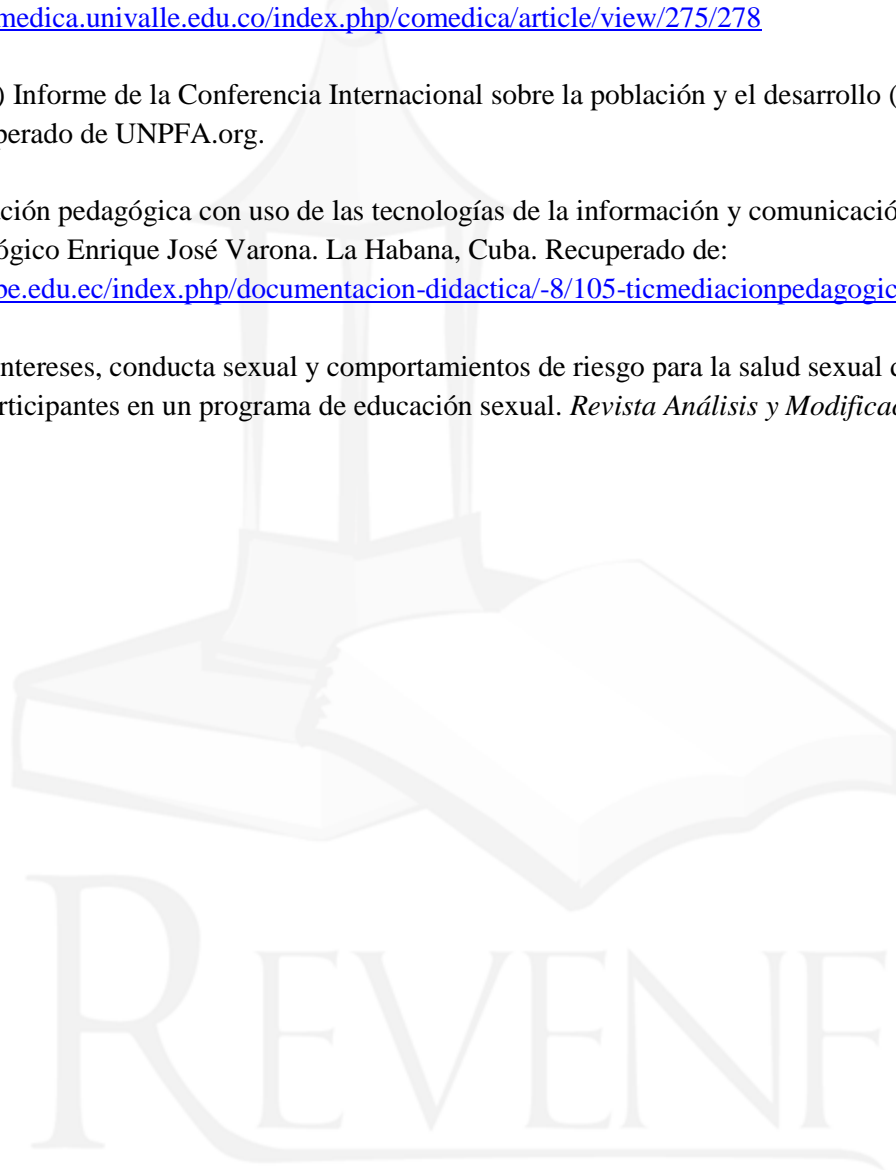 medica.univalle.edu.co/index.php/comedica/article/view/275/278
) Informe de la Conferencia Internacional sobre la población y el desarrollo (
perado de UNPFA.org.
ción pedagógica con uso de las tecnologías de la información y comunicació
ógico Enrique José Varona. La Habana, Cuba. Recuperado de:
pe.edu.ec/index.php/documentacion-didactica/-8/105-ticmediacionpedagogic
ntereses, conducta sexual y comportamientos de riesgo para la salud sexual
rticipantes en un programa de educación sexual. Revista Análisis y Modifica
REVENF